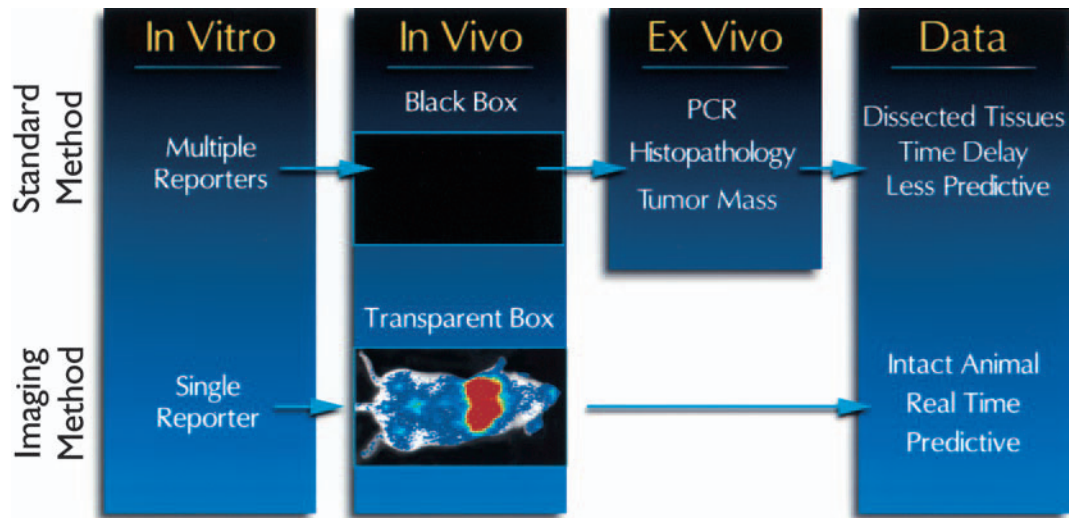 In Vitro
In Vivo
Ex Vivo
Data
Standard
Method
Multiple
Reporters
Black Box
PCR
Histopathology
Tumor Mass
Dissected Tissues
Time Delay
Less Predictive
Imaging
Method
Single
Reporter
Transparent Box
Intact Animal
Real Time
Predictive